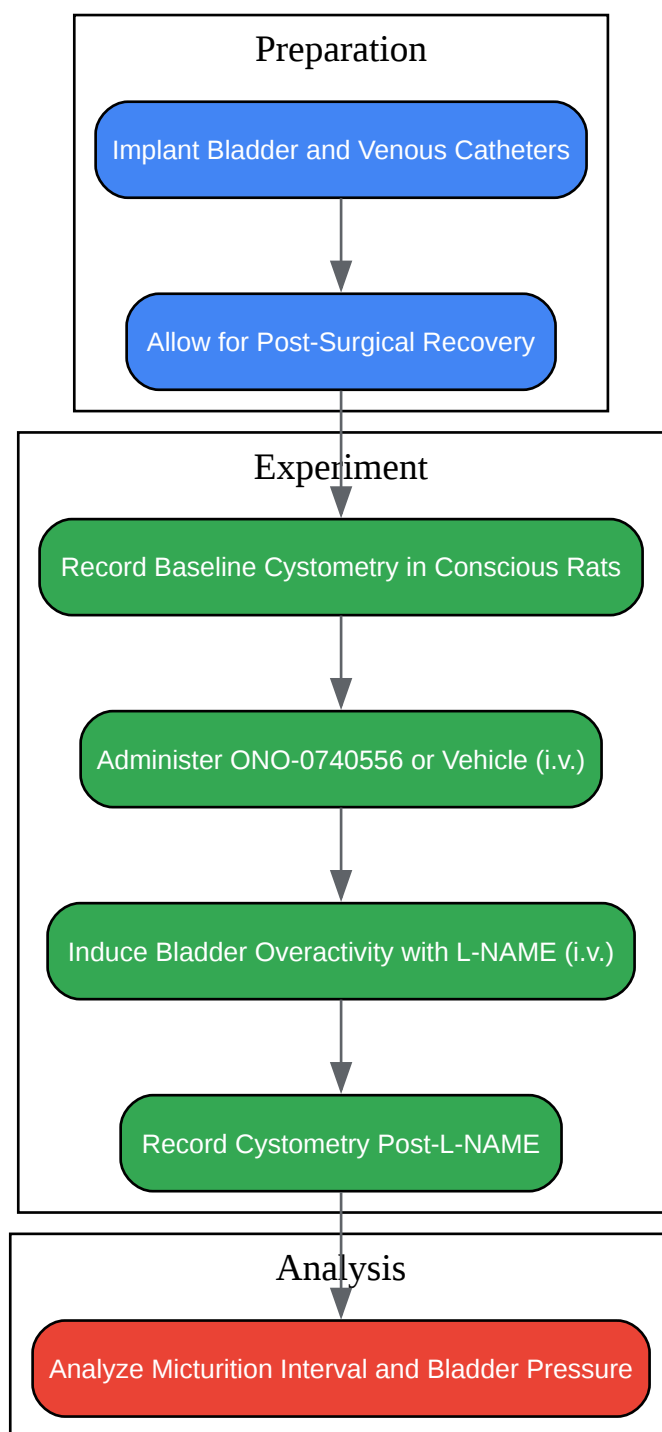 Preparation
Implant Bladder and Venous Catheters
Allow for Post-Surgical Recovery
Experiment
Record Baseline Cystometry in Conscious Rats
Administer ONO-0740556 or Vehicle (i.v.)
Induce Bladder Overactivity with L-NAME (i.v.)
Record Cystometry Post-L-NAME
Analysis
Analyze Micturition Interval and Bladder Pressure